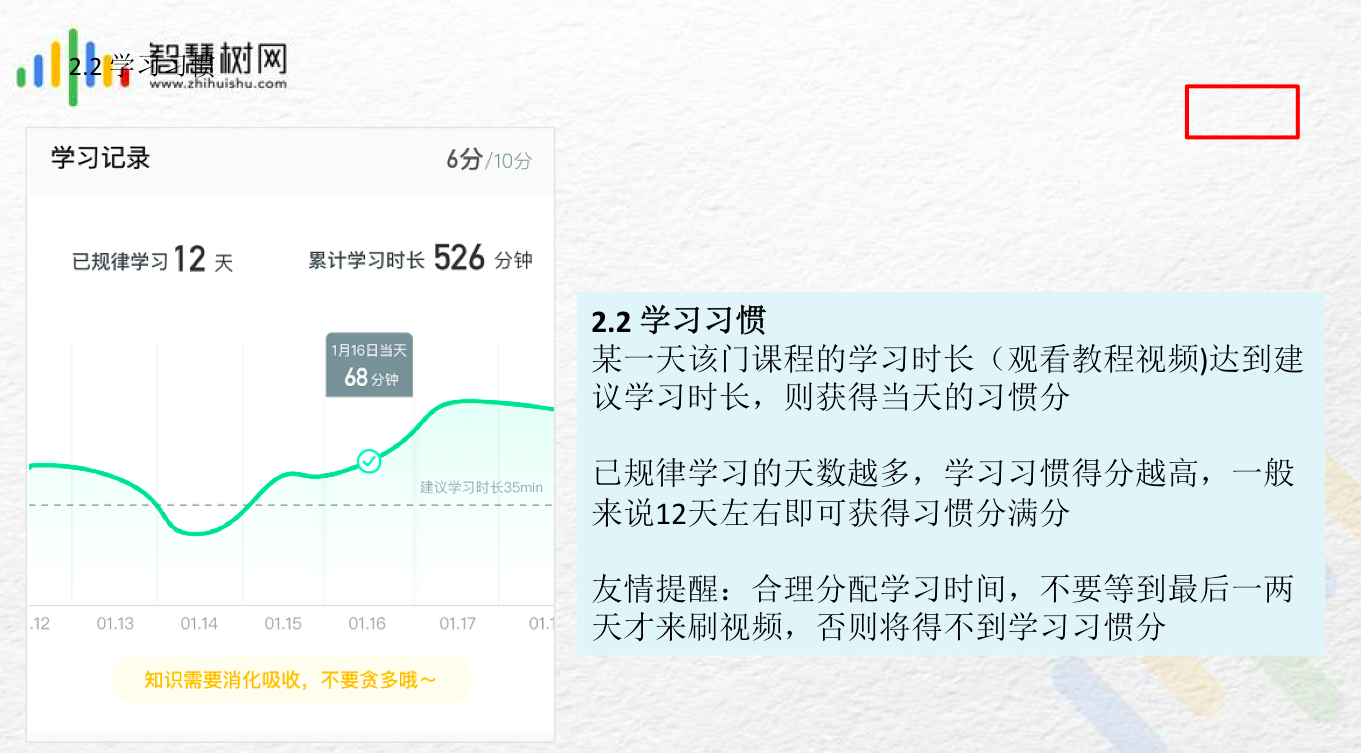 智慧树网
www.zhihuishu.com
2.2 学习习惯
学习记录
6分/10分
已规律学习12 天
累计学习时长 526 分钟
1月16日当天
68 分钟
建议学习时长35min
.12 01.13 01.14 01.15 01.16 01.17 01.1
知识需要消化吸收，不要贪多哦～
2.2 学习习惯
某一天该门课程的学习时长（观看教程视频)达到建
议学习时长，则获得当天的习惯分
已规律学习的天数越多，学习习惯得分越高，一般
来说12天左右即可获得习惯分满分
友情提醒：合理分配学习时间，不要等到最后一两
天才来刷视频，否则将得不到学习习惯分